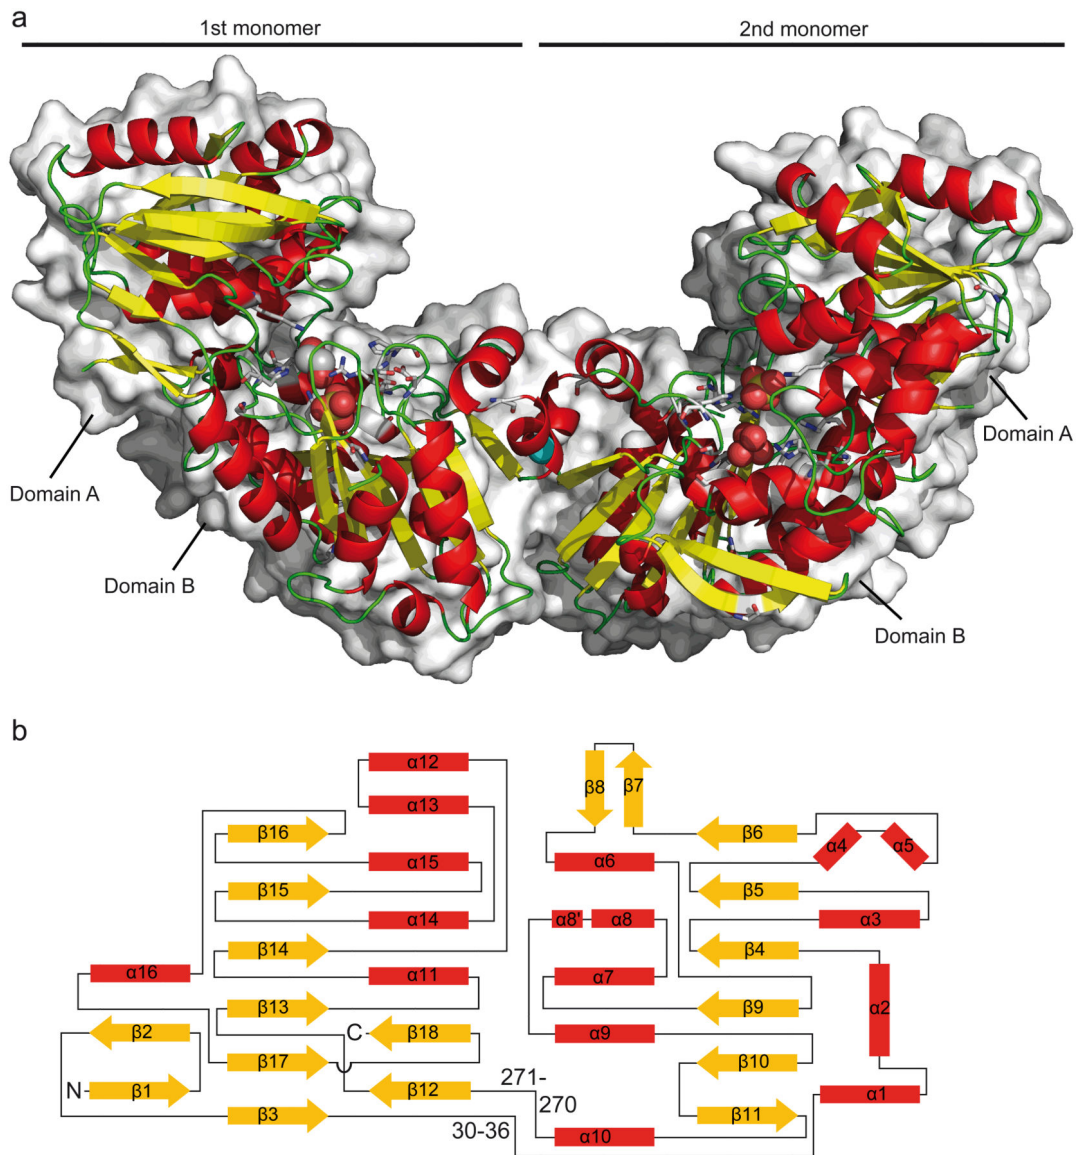 a
1st monomer 2nd monomer
Domain A
Domain A
Domain B
Domain B
b
α12
β8 β7
α13
β16 β6 α4 α5
α15 α6
β15 β5
α14 α8' α8 α3
β14 β4
α16 α11 α7
β13 β9 α2
β2 C β18 α9
β17 β10
N β1 β12 271- α1
270
β3 30-36 β11
α10